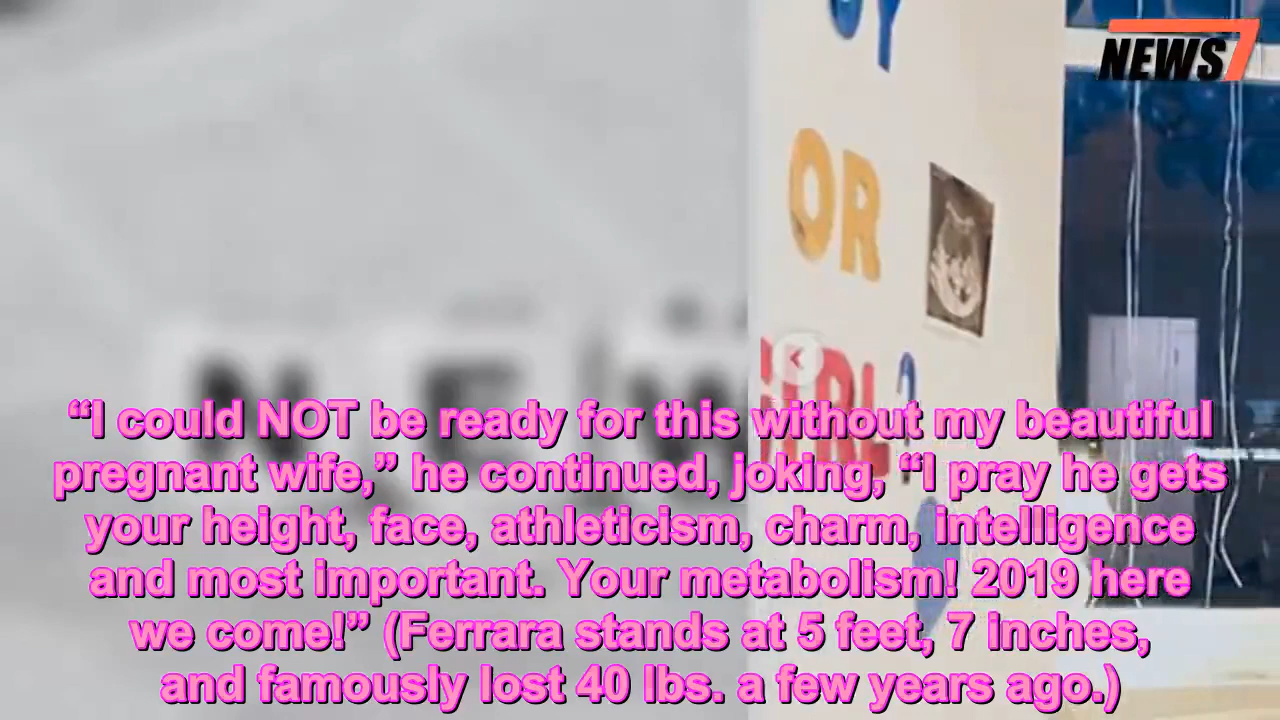 NEWS7
OR
GIRL?
“I could NOT be ready for this without my beautiful
pregnant wife,” he continued, joking, “I pray he gets
your height, face, athleticism, charm, intelligence
and most important. Your metabolism! 2019 here
we come!” (Ferrara stands at 5 feet, 7 inches,
and famously lost 40 lbs. a few years ago.)